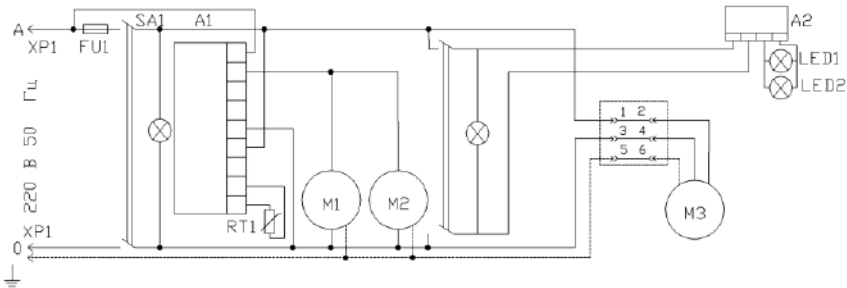 A SA1 A1 A2
XP1 FU1
LED1
LED2
1 2
3 4
5 6
220 В 50 Гц
M1 M2 M3
RT1
XP1
0